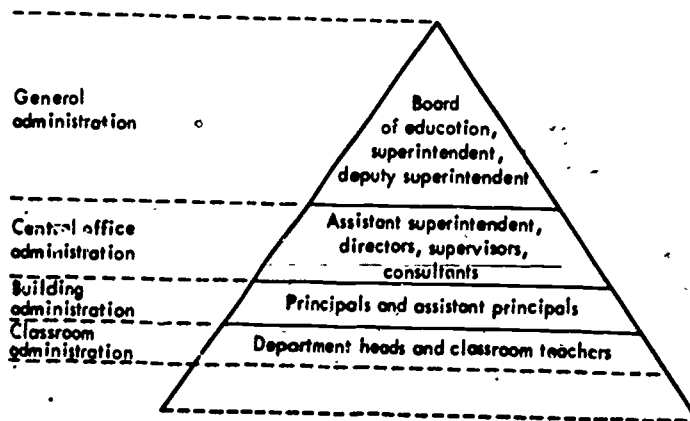 General
administration
Board
of education,
superintendent,
deputy superintendent
Central office
administration
Assistant superintendent,
directors, supervisors,
consultants
Building
administration
Principals and assistant principals
Classroom
administration
Department heads and classroom teachers